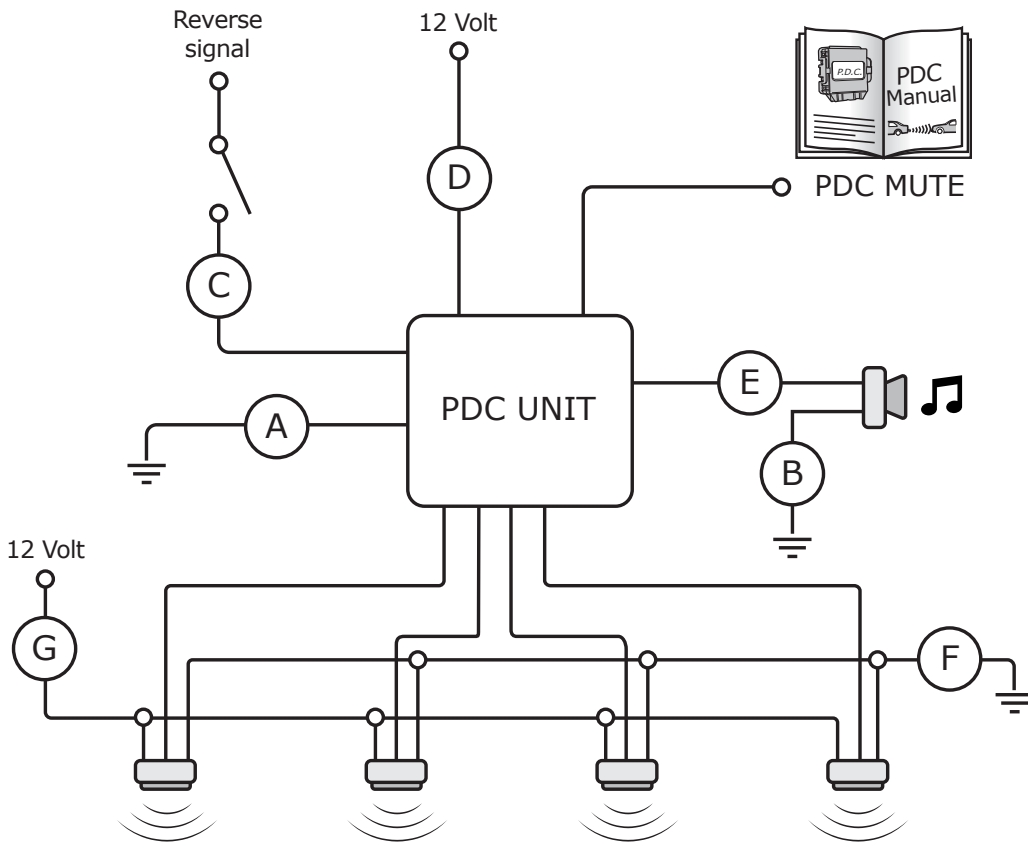 Reverse
signal
12 Volt
P.D.C.
PDC
Manual
PDC MUTE
D
C
PDC UNIT
E
A
B
12 Volt
G
F